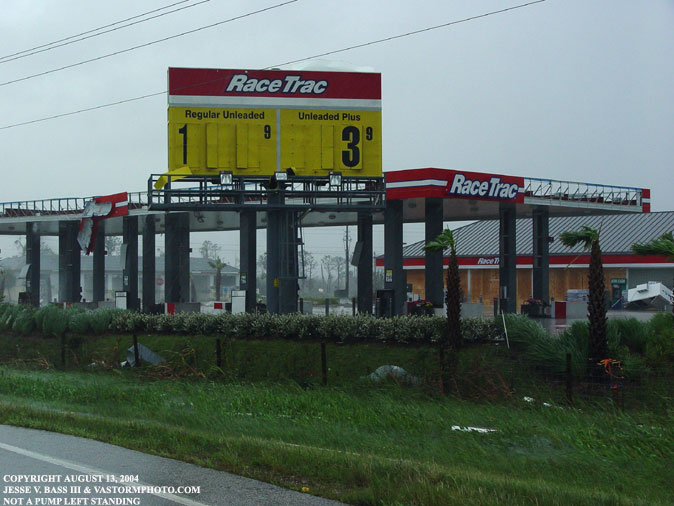 RaceTrac
Regular Unleaded Unleaded Plus
1 9 3 9
RaceTrac
RaceTrac
COPYRIGHT AUGUST 13, 2004
JESSE V. BASS III & VASTORMPHOTO.COM
NOT A PUMP LEFT STANDING